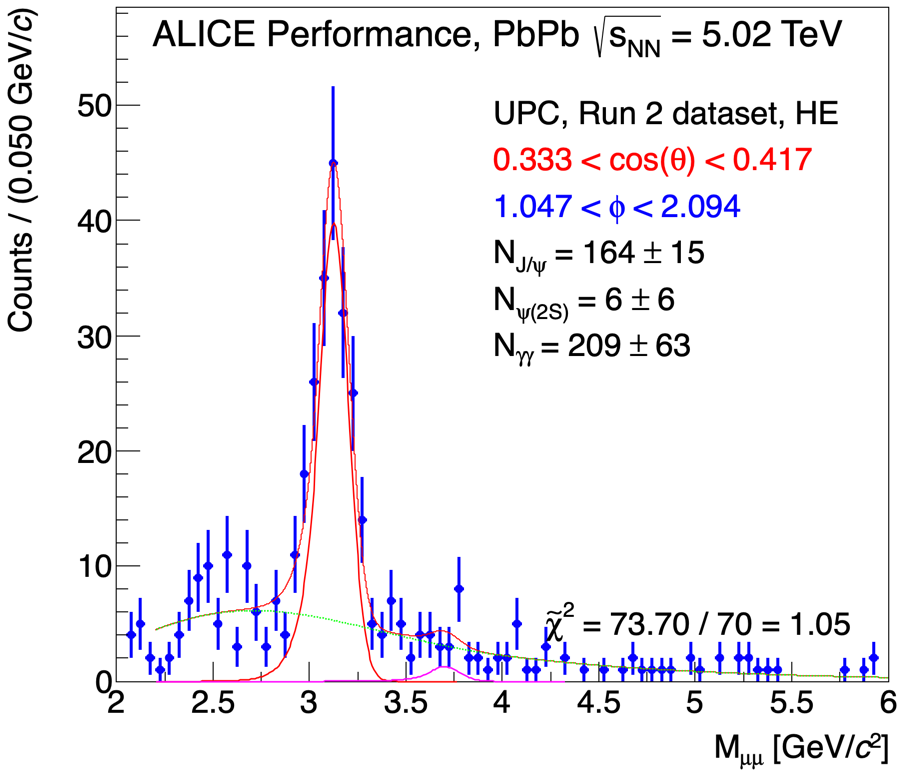 ALICE Performance, PbPb √sNN = 5.02 TeV
UPC, Run 2 dataset, HE
0.333 < cos(θ) < 0.417
1.047 < ϕ < 2.094
NJ/ψ = 164 ± 15
Nψ(2S) = 6 ± 6
Nγγ = 209 ± 63
χ̃2 = 73.70 / 70 = 1.05
Counts / (0.050 GeV/c)
50
40
30
20
10
0
2 2.5 3 3.5 4 4.5 5 5.5 6
Mμμ [GeV/c2]